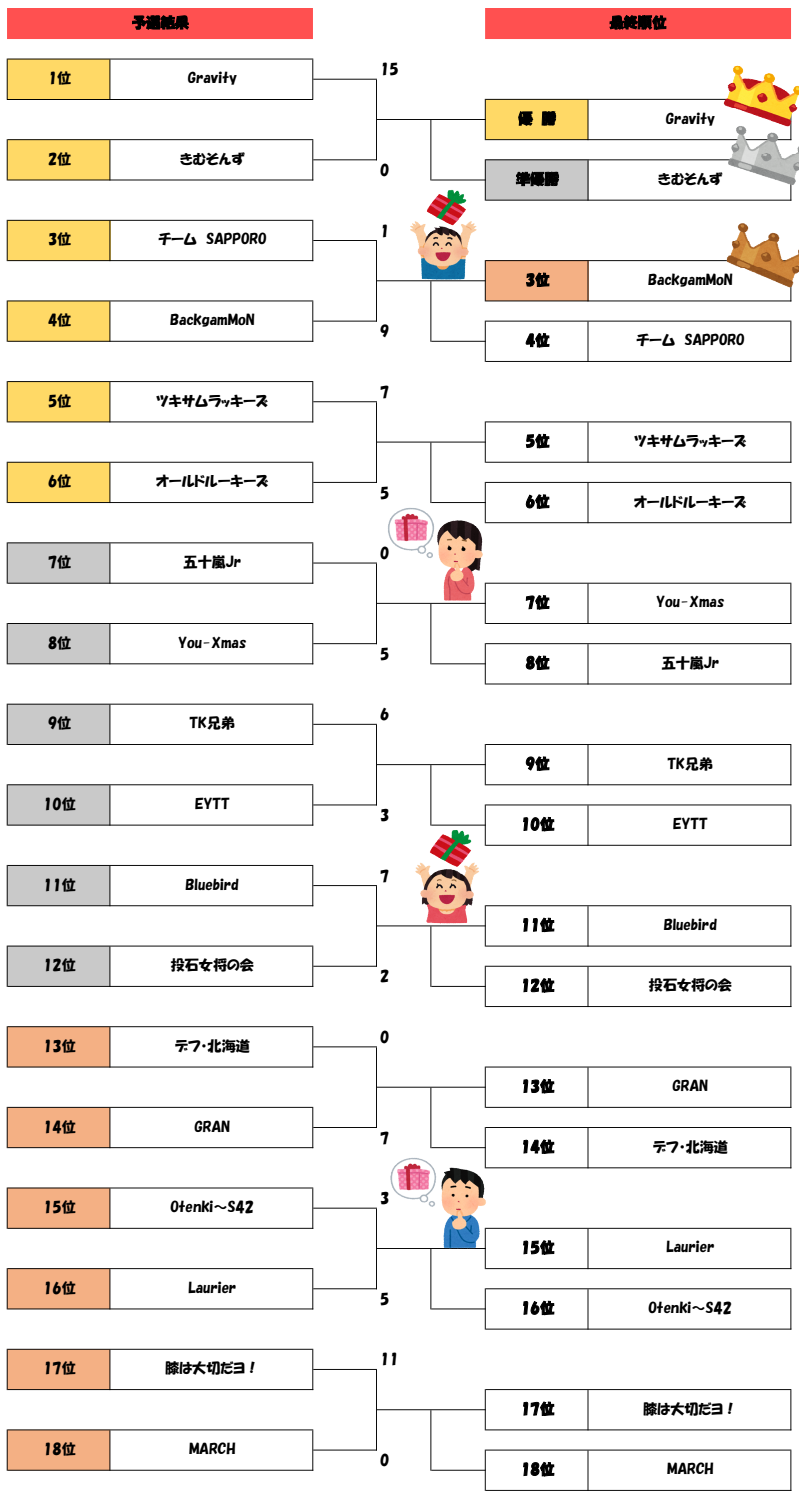 予選結果
最終順位
1位 Gravity 15
優 勝 Gravity
2位 きむそんず 0
準優勝 きむそんず
3位 チーム SAPPORO 1
3位 BackgamMoN
4位 BackgamMoN 9
4位 チーム SAPPORO
5位 ツキサムラッキーズ 7
5位 ツキサムラッキーズ
6位 オールドルーキーズ 5
6位 オールドルーキーズ
7位 五十嵐Jr 0
7位 You-Xmas
8位 You-Xmas 5
8位 五十嵐Jr
9位 TK兄弟 6
9位 TK兄弟
10位 EYTT 3
10位 EYTT
11位 Bluebird 7
11位 Bluebird
12位 投石女将の会 2
12位 投石女将の会
13位 デフ・北海道 0
13位 GRAN
14位 GRAN 7
14位 デフ・北海道
15位 Otenki～S42 3
15位 Laurier
16位 Laurier 5
16位 Otenki～S42
17位 膝は大切だヨ！ 11
17位 膝は大切だヨ！
18位 MARCH 0
18位 MARCH